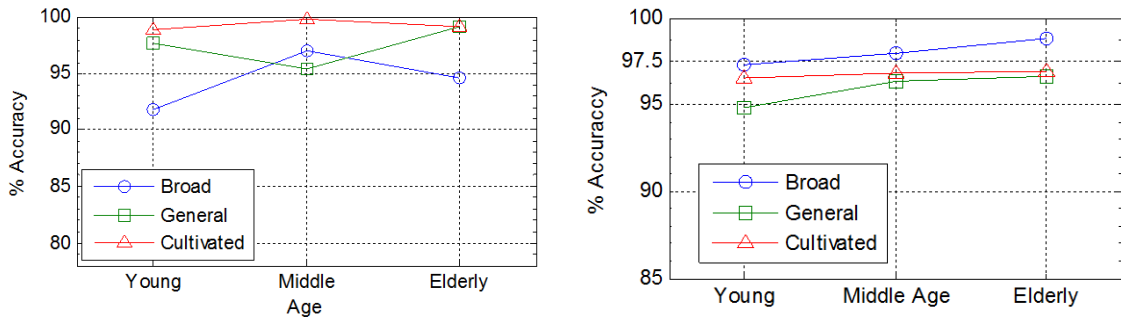 100
95
90
85
80
% Accuracy
Broad
General
Cultivated
Young
Middle
Elderly
Age
100
97.5
95
90
85
% Accuraccy
Broad
General
Cultivated
Young
Middle Age
Elderly